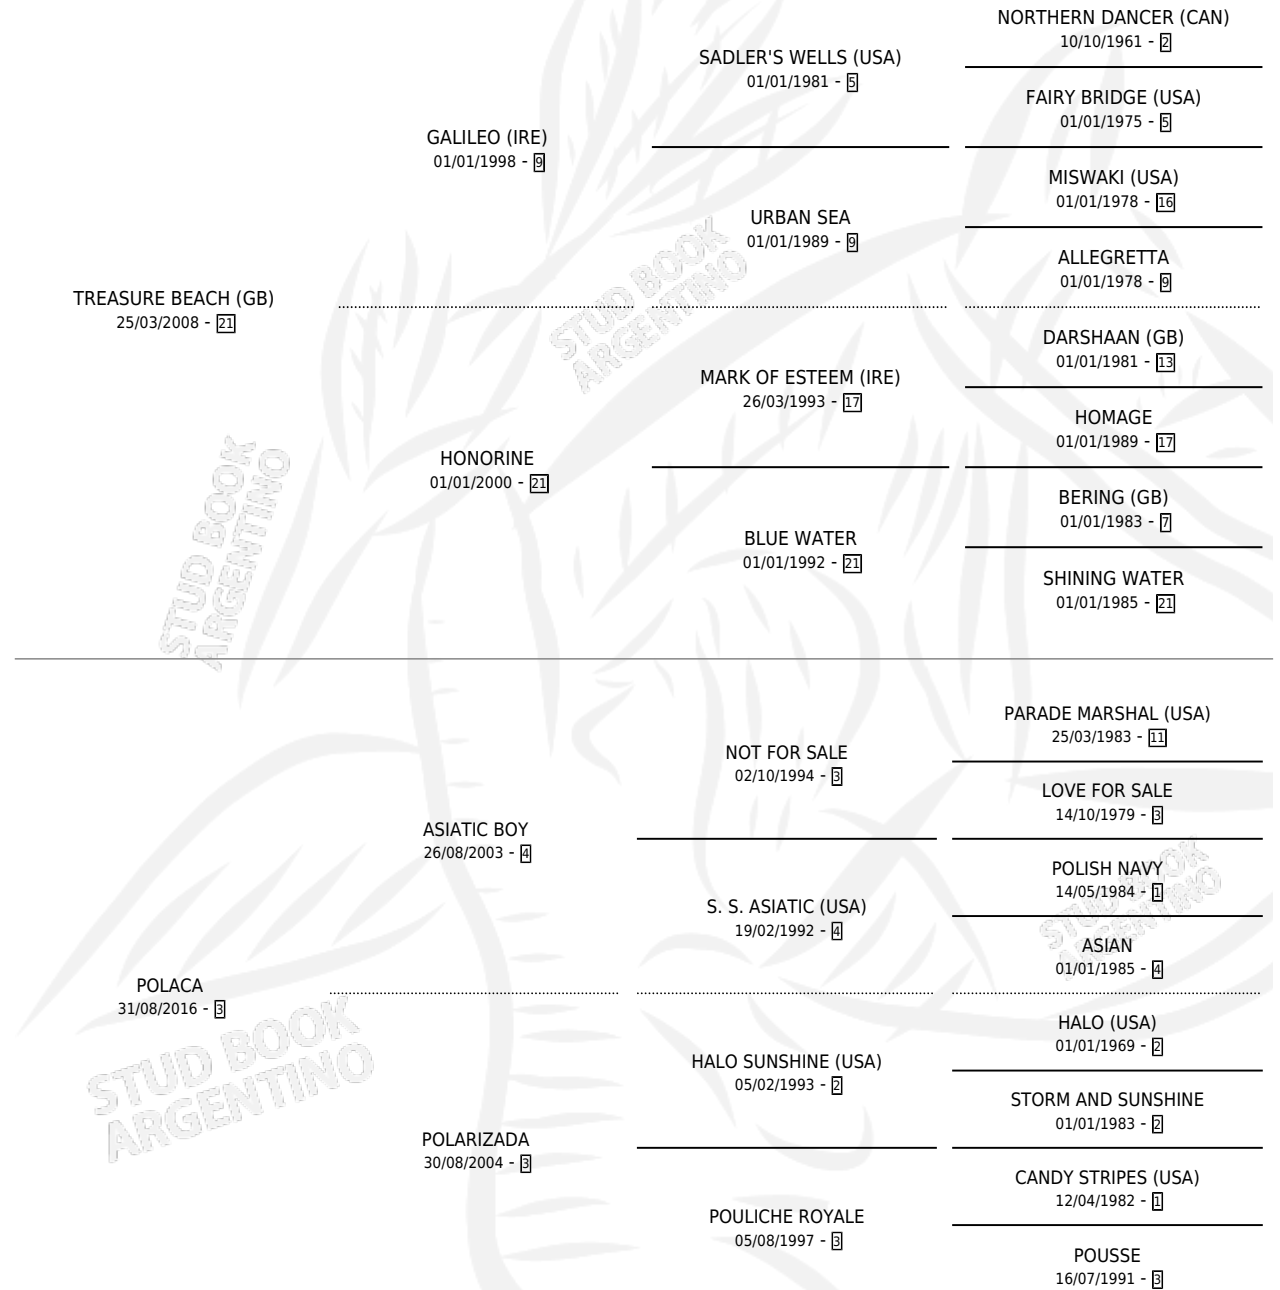 NORTHERN DANCER (CAN)
10/10/1961 - 2
SADLER'S WELLS (USA)
01/01/1981 - 5
FAIRY BRIDGE (USA)
01/01/1975 - 5
GALILEO (IRE)
01/01/1998 - 9
MISWAKI (USA)
01/01/1978 - 16
URBAN SEA
01/01/1989 - 9
ALLEGRETTA
01/01/1978 - 9
TREASURE BEACH (GB)
25/03/2008 - 21
STUD BOOK
ARGENTINO
DARSHAAN (GB)
01/01/1981 - 13
MARK OF ESTEEM (IRE)
26/03/1993 - 17
HOMAGE
01/01/1989 - 17
HONORINE
01/01/2000 - 21
BERING (GB)
01/01/1983 - 7
BLUE WATER
01/01/1992 - 21
SHINING WATER
01/01/1985 - 21
STUD BOOK
ARGENTINO
PARADE MARSHAL (USA)
25/03/1983 - 11
NOT FOR SALE
02/10/1994 - 3
LOVE FOR SALE
14/10/1979 - 3
ASIATIC BOY
26/08/2003 - 4
POLISH NAVY
14/05/1984 - 1
S. S. ASIATIC (USA)
19/02/1992 - 4
ASIAN
01/01/1985 - 4
STUD BOOK
ARGENTINO
POLACA
31/08/2016 - 3
HALO (USA)
01/01/1969 - 2
HALO SUNSHINE (USA)
05/02/1993 - 2
STORM AND SUNSHINE
01/01/1983 - 2
STUD BOOK
ARGENTINO
POLARIZADA
30/08/2004 - 3
CANDY STRIPES (USA)
12/04/1982 - 1
POULICHE ROYALE
05/08/1997 - 3
POUSSE
16/07/1991 - 3